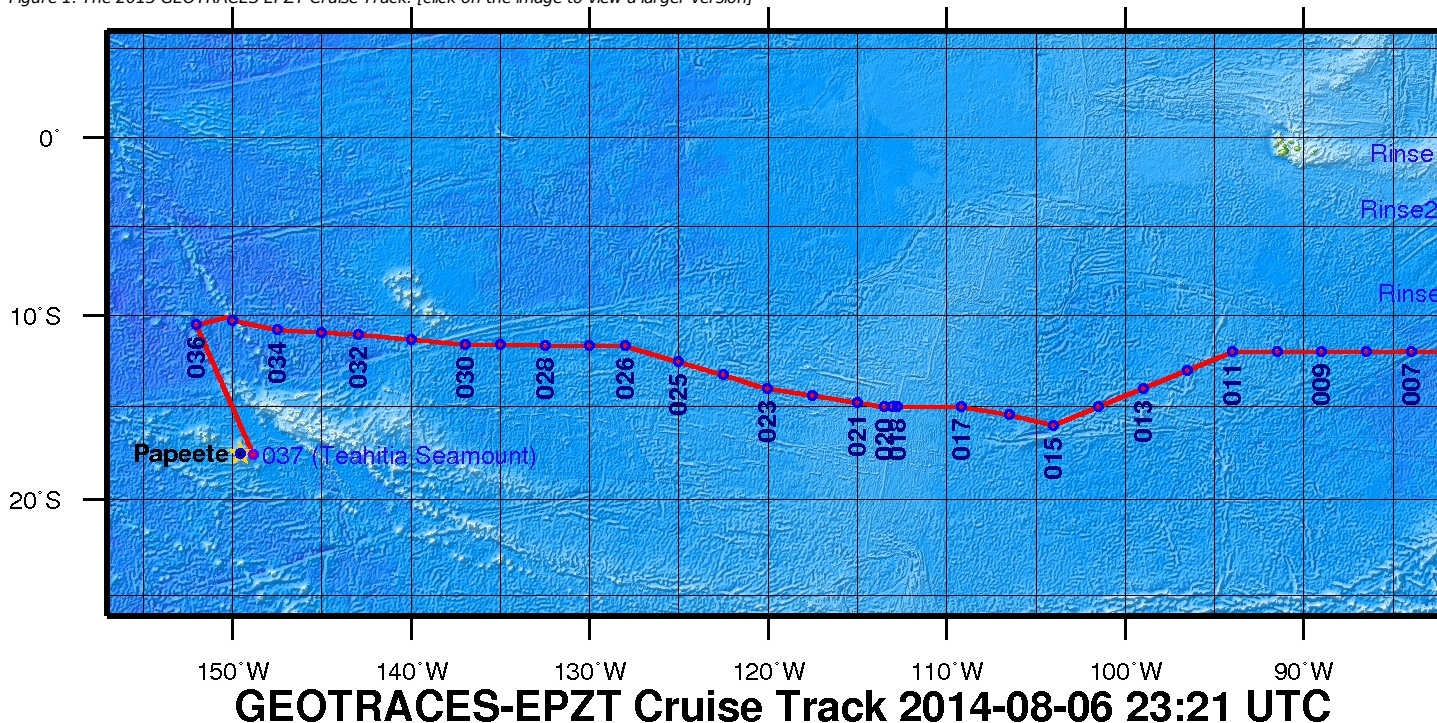 Figure 1. The 2013 GEOTRACES EPZT Cruise Track. [click on the image to view a larger version]
0°
Rinse
Rinse2
Rinse
10°S
036
034
032
030
028
026
025
023
021
020
018
017
015
013
011
009
007
Papeete
037 (Teahitia Seamount)
20°S
150°W
140°W
130°W
120°W
110°W
100°W
90°W
GEOTRACES-EPZT Cruise Track 2014-08-06 23:21 UTC